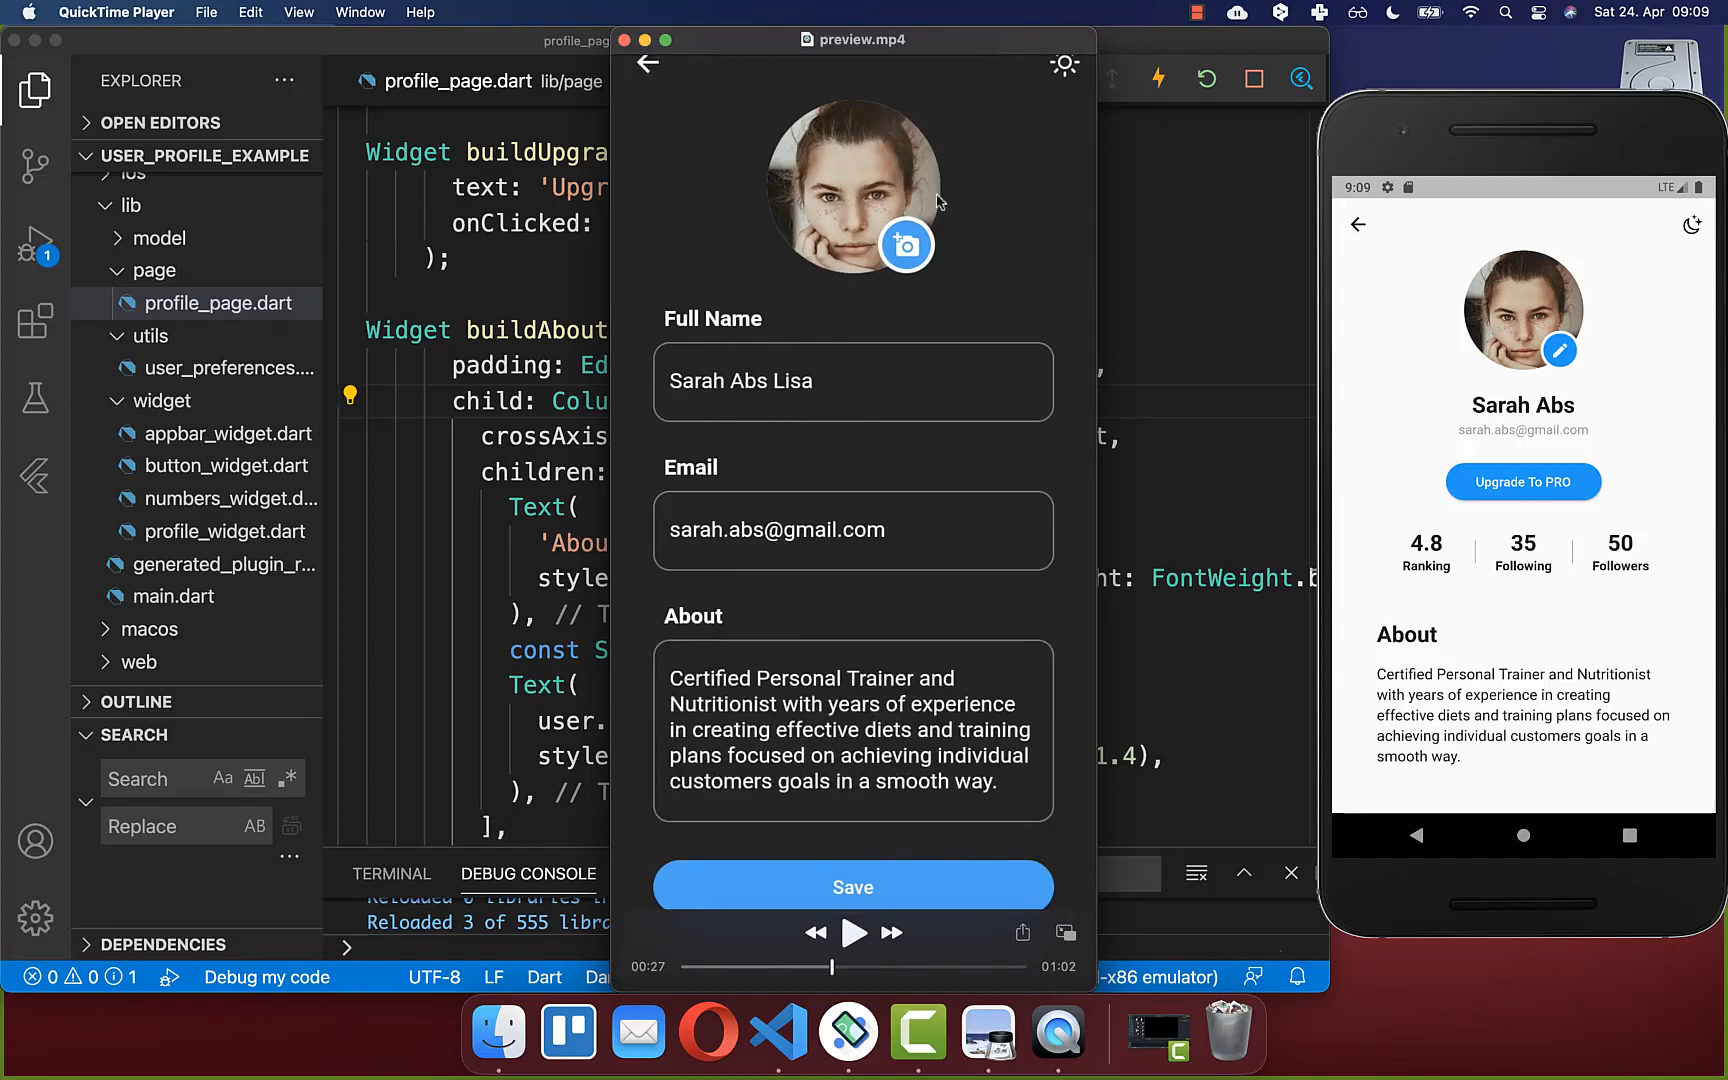 QuickTime Player File Edit View Window Help
Sat 24. Apr 09:09
profile_pag
preview.mp4
EXPLORER
OPEN EDITORS
USER_PROFILE_EXAMPLE
ios
lib
model
page
profile_page.dart
utils
user_preferences....
widget
appbar_widget.dart
button_widget.dart
numbers_widget.d...
profile_widget.dart
generated_plugin_r...
main.dart
macos
web
OUTLINE
SEARCH
Search Aa Abl .*
Replace AB
DEPENDENCIES
1
profile_page.dart lib/page
Widget buildUpgra
text: 'Upgr
onClicked:
);
Widget buildAbout
padding: Ed ,
child: Colu
crossAxis t,
children:
Text(
'Abou
style ht: FontWeight.b
), // T
const S
Text(
user.
style 1.4),
), // T
],
TERMINAL DEBUG CONSOLE
Reloaded 3 of 555 libra
Full Name
Sarah Abs Lisa
Email
sarah.abs@gmail.com
About
Certified Personal Trainer and
Nutritionist with years of experience
in creating effective diets and training
plans focused on achieving individual
customers goals in a smooth way.
Save
00:27 01:02
0 0 1 Debug my code UTF-8 LF Dart Da -x86 emulator)
9:09 LTE
Sarah Abs
sarah.abs@gmail.com
Upgrade To PRO
4.8 35 50
Ranking Following Followers
About
Certified Personal Trainer and Nutritionist
with years of experience in creating
effective diets and training plans focused on
achieving individual customers goals in a
smooth way.